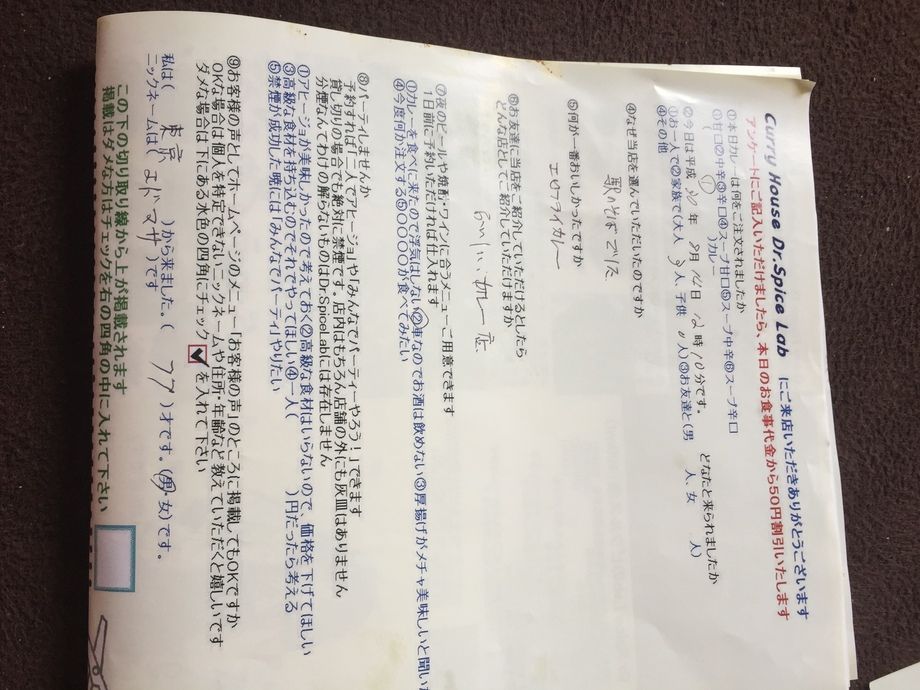 Curry House Dr.Spice Lab にご来店いただきありがとうございます
アンケートにご記入いただけましたら、本日のお食事代金から50円割引いたします
①本日カレーは何をご注文されましたか
①甘口②中辛③辛口④スープ甘口⑤スープ中辛⑥スープ辛口
( ① )カレー
②今日は平成 30年 9月 16日 12時10分です。 どなたと来られましたか
①お一人で②家族で(大人 人、子供 0人)③お友達と(男 人、女 人)
④その他
④なぜ当店を選んでいただいたのですか
駅のそば
⑤何が一番おいしかったですか
エビフライカレー
⑥お友達に当店をご紹介していただけるとしたら
どんな店としてご紹介していただけますか
カレー店
⑦夜のビールや焼酎・ワインに合うメニューご用意できます
1日前に予約いただければ仕入れます
①カレーを食べに来たので浮気はしない②車なのでお酒は飲めない③厚揚げがメチャ美味しいと聞いた
④今度何か注文する⑤○○○○が食べてみたい
⑧パーティしませんか
予約すれば「二人でアヒージョ」や「みんなでパーティーやろう!」できます
貸し切りの場合でも絶対に禁煙です。店内はもちろん店舗の外にも灰皿はありません
分煙なんてわけの解らないものはDr.SpiceLabには存在しません
①アヒージョが美味しかったので考えておく②高級な食材はいらないので、価格を下げてほしい
③高級な食材を持ち込むのでそれでやってほしい④一人( )円だったら考える
⑤禁煙が成功した暁には「みんなでパーティ」やりたい
⑨お客様の声としてホームページのメニュー「お客様の声」のところに掲載してもOKですか
OKな場合は個人を特定できないニックネームや住所・年齢など教えていただくと嬉しいです
ダメな場合は下にある水色の四角にチェック✓を入れて下さい
私は( 東京 )から来ました。( 77 )才です。(男・女)です。
ニックネームは( エドマサ )です
この下の切り取り線から上が掲載されます
掲載はダメな方はチェックを右の四角の中に入れて下さい